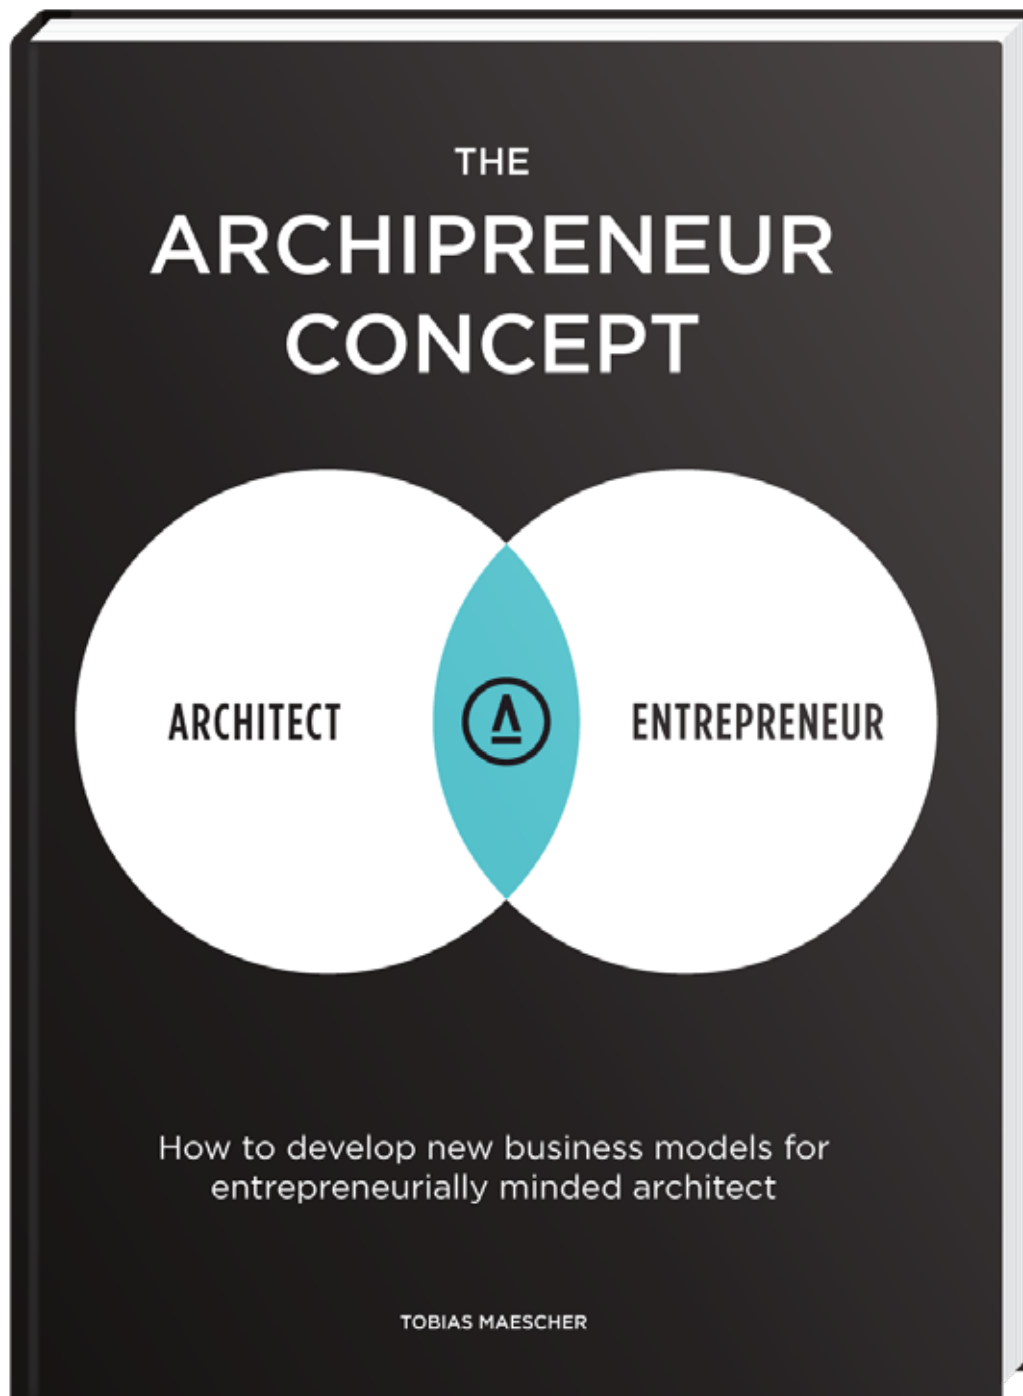 THE
ARCHIPRENEUR
CONCEPT
ARCHITECT
ENTREPRENEUR
How to develop new business models for
entrepreneurially minded architect
TOBIAS MAESCHER